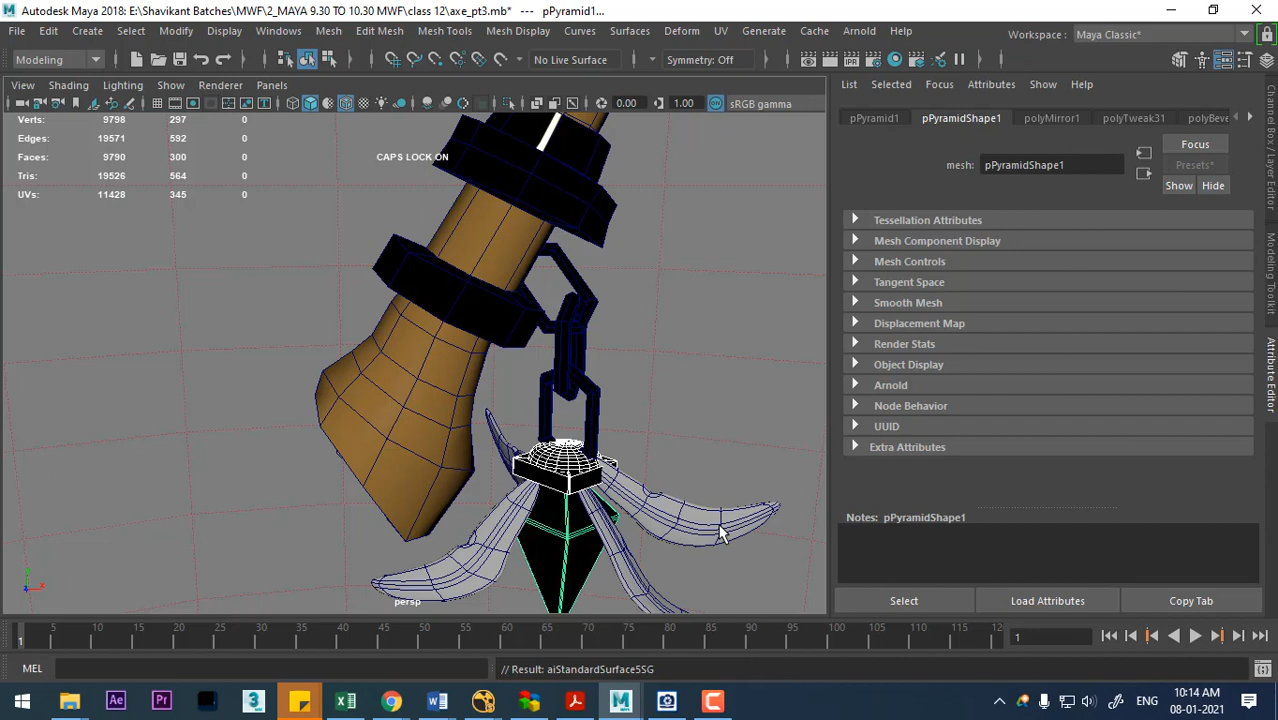 Autodesk Maya 2018: E:\Shavikant Batches\MWF\2_MAYA 9.30 TO 10.30 MWF\class 12\axe_pt3.mb* --- pPyramid1...
File Edit Create Select Modify Display Windows Mesh Edit Mesh Mesh Tools Mesh Display Curves Surfaces Deform UV Generate Cache Arnold Help Workspace : Maya Classic*
Modeling No Live Surface Symmetry: Off
View Shading Lighting Show Renderer Panels
0.00 1.00 sRGB gamma
Verts: 9798 297 0
Edges: 19571 592 0
Faces: 9790 300 0
Tris: 19526 564 0
UVs: 11428 345 0
CAPS LOCK ON
persp
List Selected Focus Attributes Show Help
pPyramid1 pPyramidShape1 polyMirror1 polyTweak31 polyBeve
Focus
mesh: pPyramidShape1 Presets*
Show Hide
Tessellation Attributes
Mesh Component Display
Mesh Controls
Tangent Space
Smooth Mesh
Displacement Map
Render Stats
Object Display
Arnold
Node Behavior
UUID
Extra Attributes
Notes: pPyramidShape1
Select Load Attributes Copy Tab
Channel Box / Layer Editor
Modeling Toolkit
Attribute Editor
1 5 10 15 20 25 30 35 40 45 50 55 60 65 70 75 80 85 90 95 100 105 110 115 12
1
MEL // Result: aiStandardSurface5SG
ENG 10:14 AM
08-01-2021